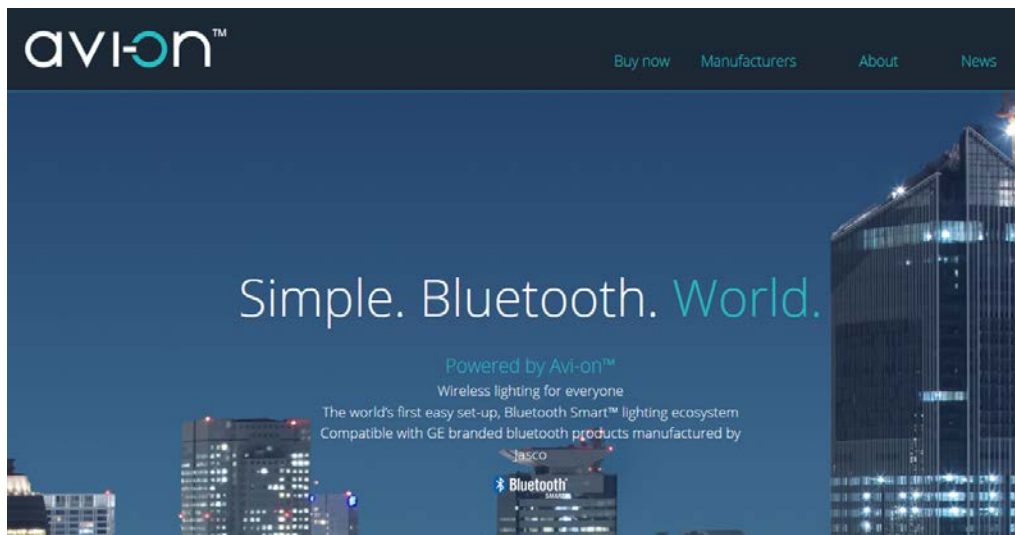 avi-on™
Buy now Manufacturers About News
Simple. Bluetooth. World.
Powered by Avi-on™
Wireless lighting for everyone
The world's first easy set-up, Bluetooth Smart™ lighting ecosystem
Compatible with GE branded bluetooth products manufactured by
Jasco
Bluetooth®
SMART